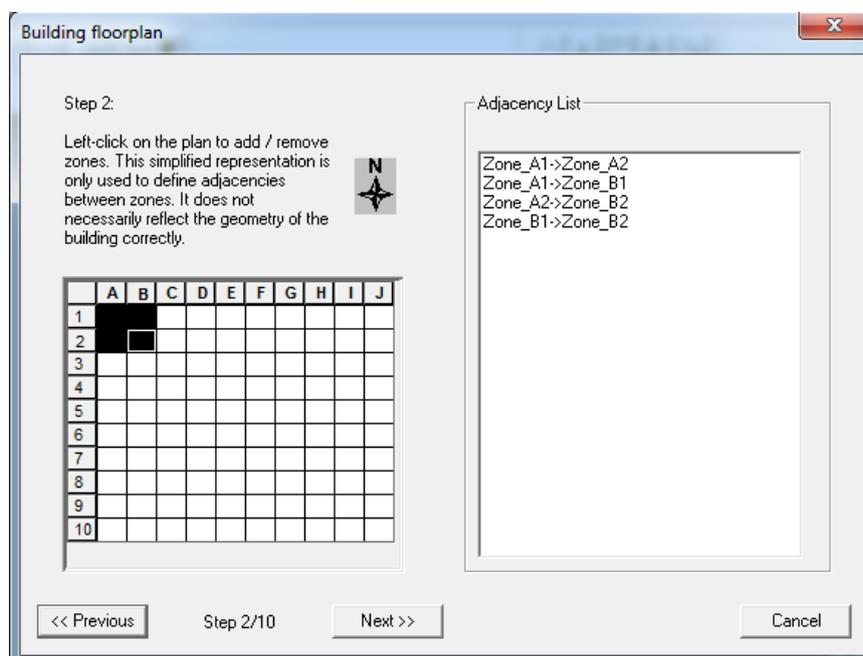 Building floorplan
Step 2:
Left-click on the plan to add / remove
zones. This simplified representation is
only used to define adjacencies
between zones. It does not
necessarily reflect the geometry of the
building correctly.
N
A B C D E F G H I J
1
2
3
4
5
6
7
8
9
10
Adjacency List
Zone_A1->Zone_A2
Zone_A1->Zone_B1
Zone_A2->Zone_B2
Zone_B1->Zone_B2
<< Previous
Step 2/10
Next >>
Cancel